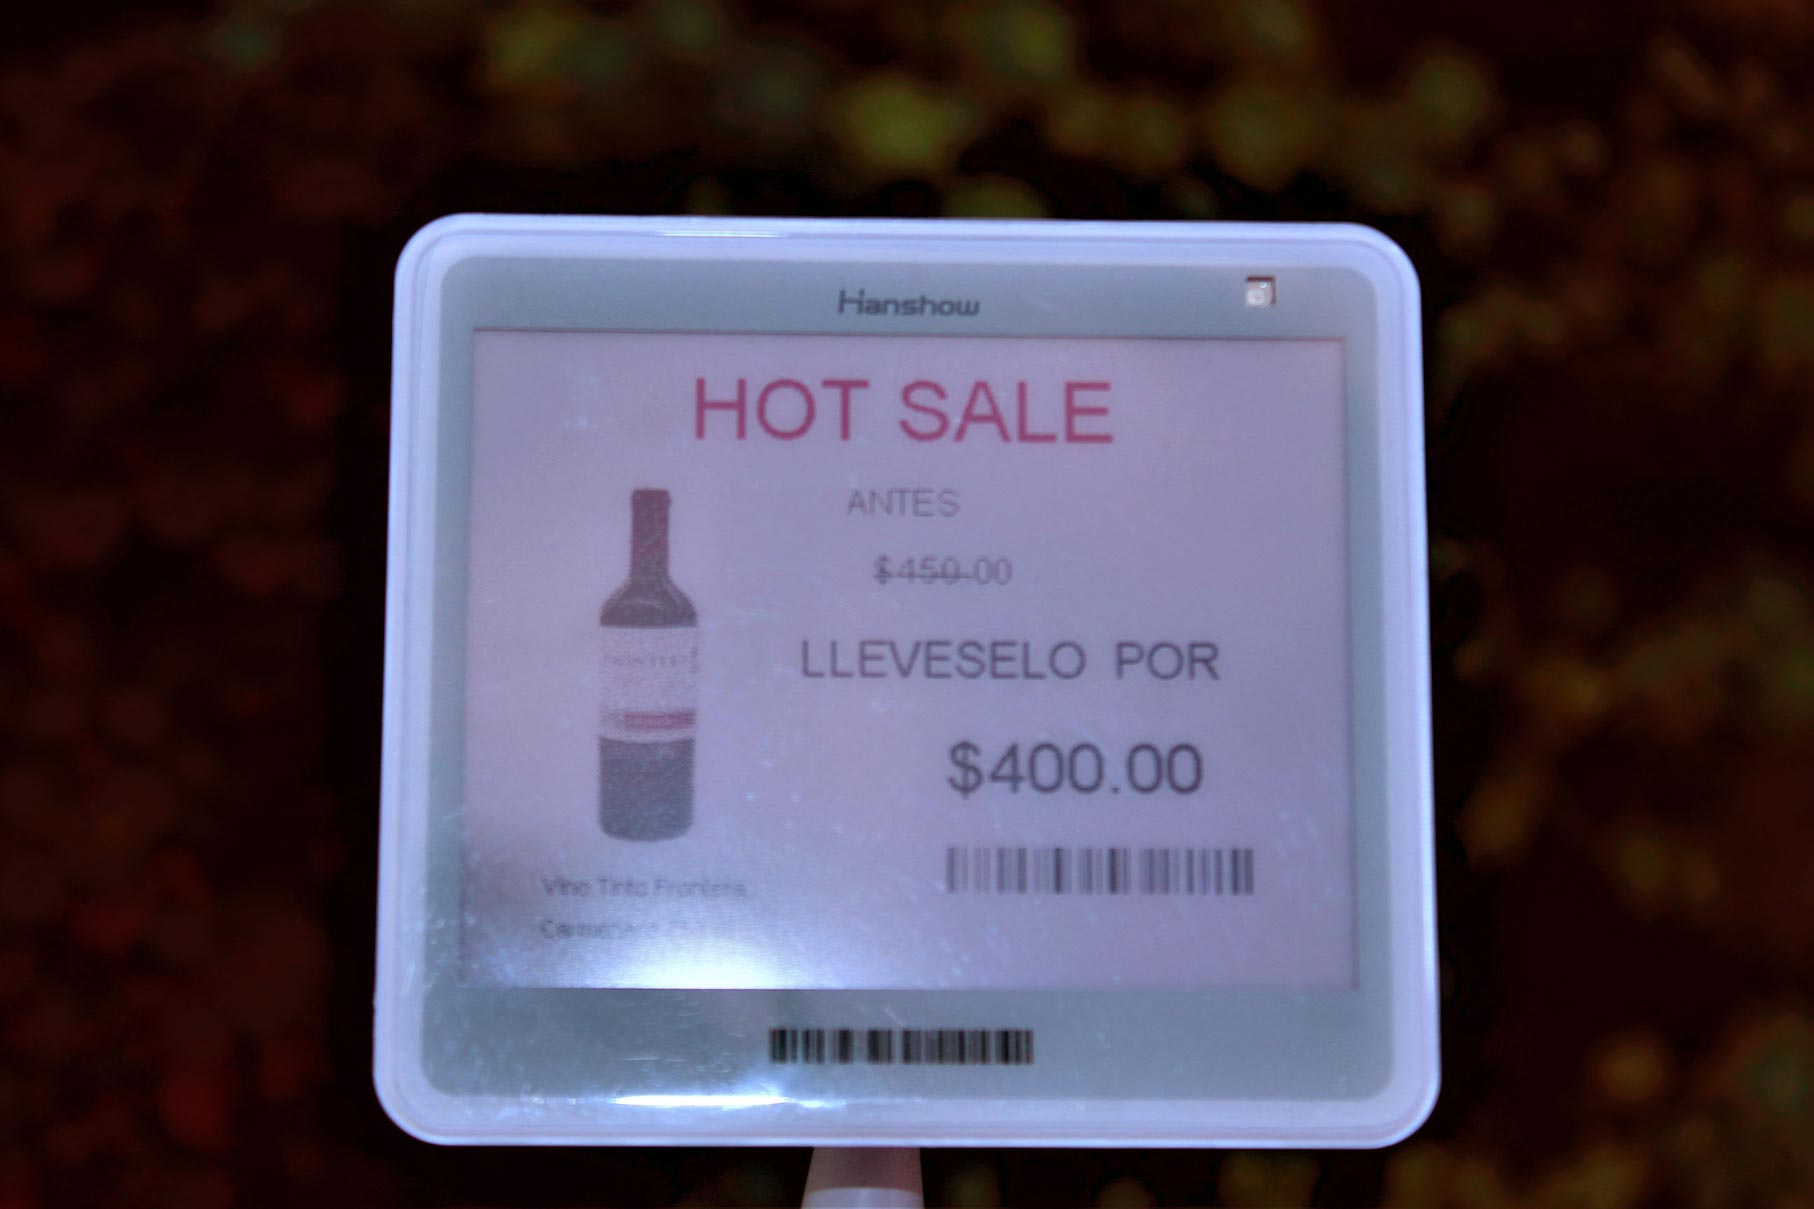 Hanshow
HOT SALE
ANTES
$450.00
LLEVESELO POR
$400.00
Vino Tinto Frontera